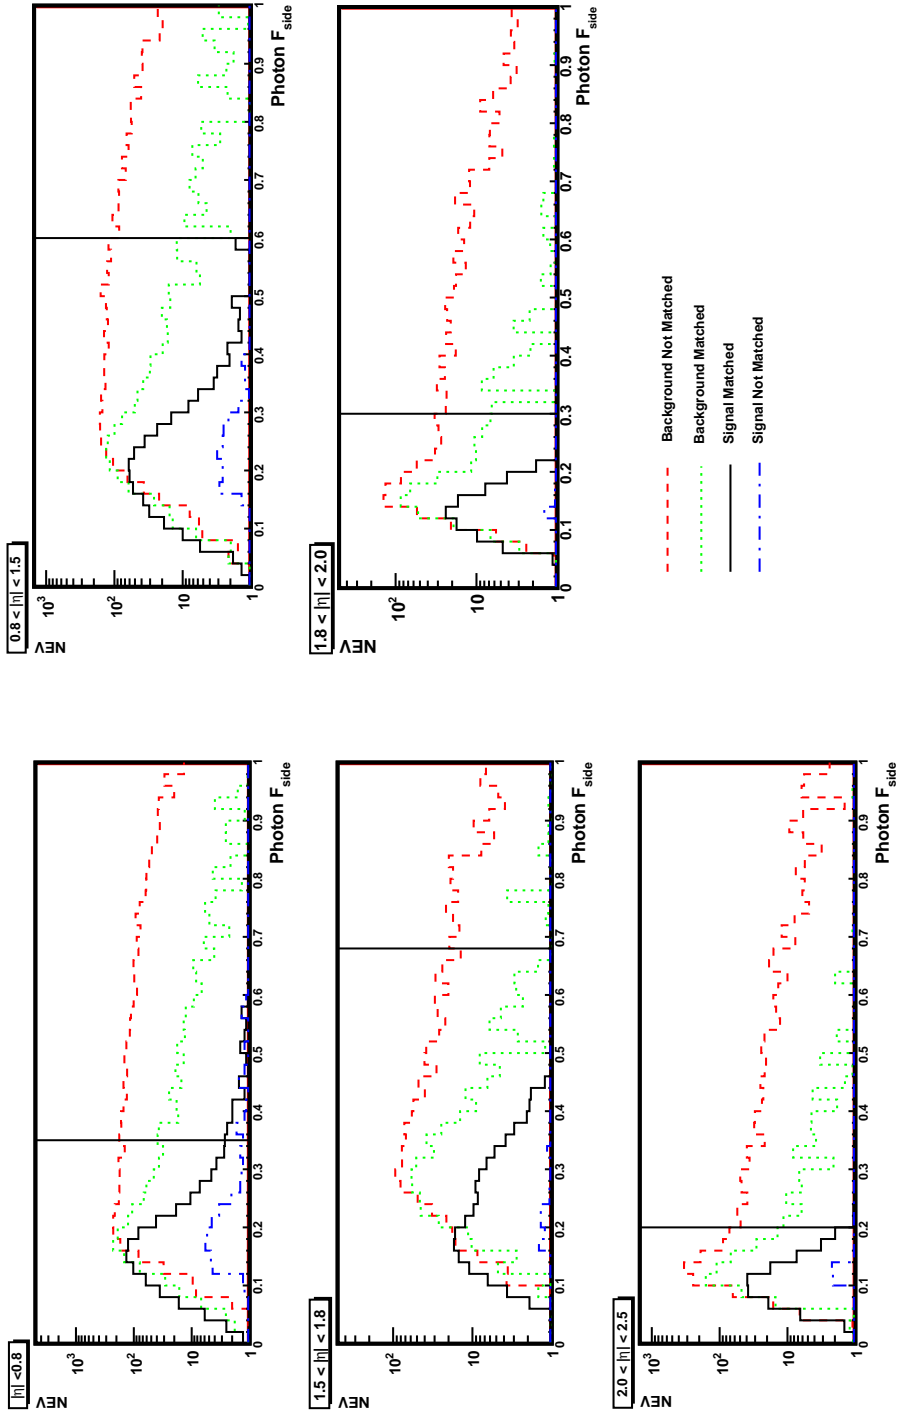 |η| <0.8
NEV
10³
10²
10
1
0 0.1 0.2 0.3 0.4 0.5 0.6 0.7 0.8 0.9 1
Photon F_side
0.8 < |η| < 1.5
NEV
10³
10²
10
1
0 0.1 0.2 0.3 0.4 0.5 0.6 0.7 0.8 0.9 1
Photon F_side
1.5 < |η| < 1.8
NEV
10²
10
1
0 0.1 0.2 0.3 0.4 0.5 0.6 0.7 0.8 0.9 1
Photon F_side
1.8 < |η| < 2.0
NEV
10²
10
1
0 0.1 0.2 0.3 0.4 0.5 0.6 0.7 0.8 0.9 1
Photon F_side
2.0 < |η| < 2.5
NEV
10³
10²
10
1
0 0.1 0.2 0.3 0.4 0.5 0.6 0.7 0.8 0.9 1
Photon F_side
Background Not Matched
Background Matched
Signal Matched
Signal Not Matched